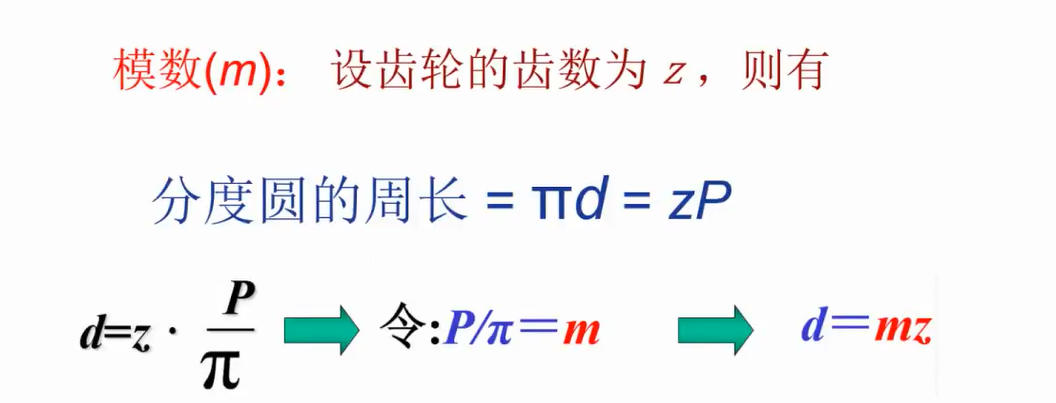 模数(m)： 设齿轮的齿数为 z ，则有
分度圆的周长 = πd = zP
d=z · P/π 令:P/π＝m d＝mz